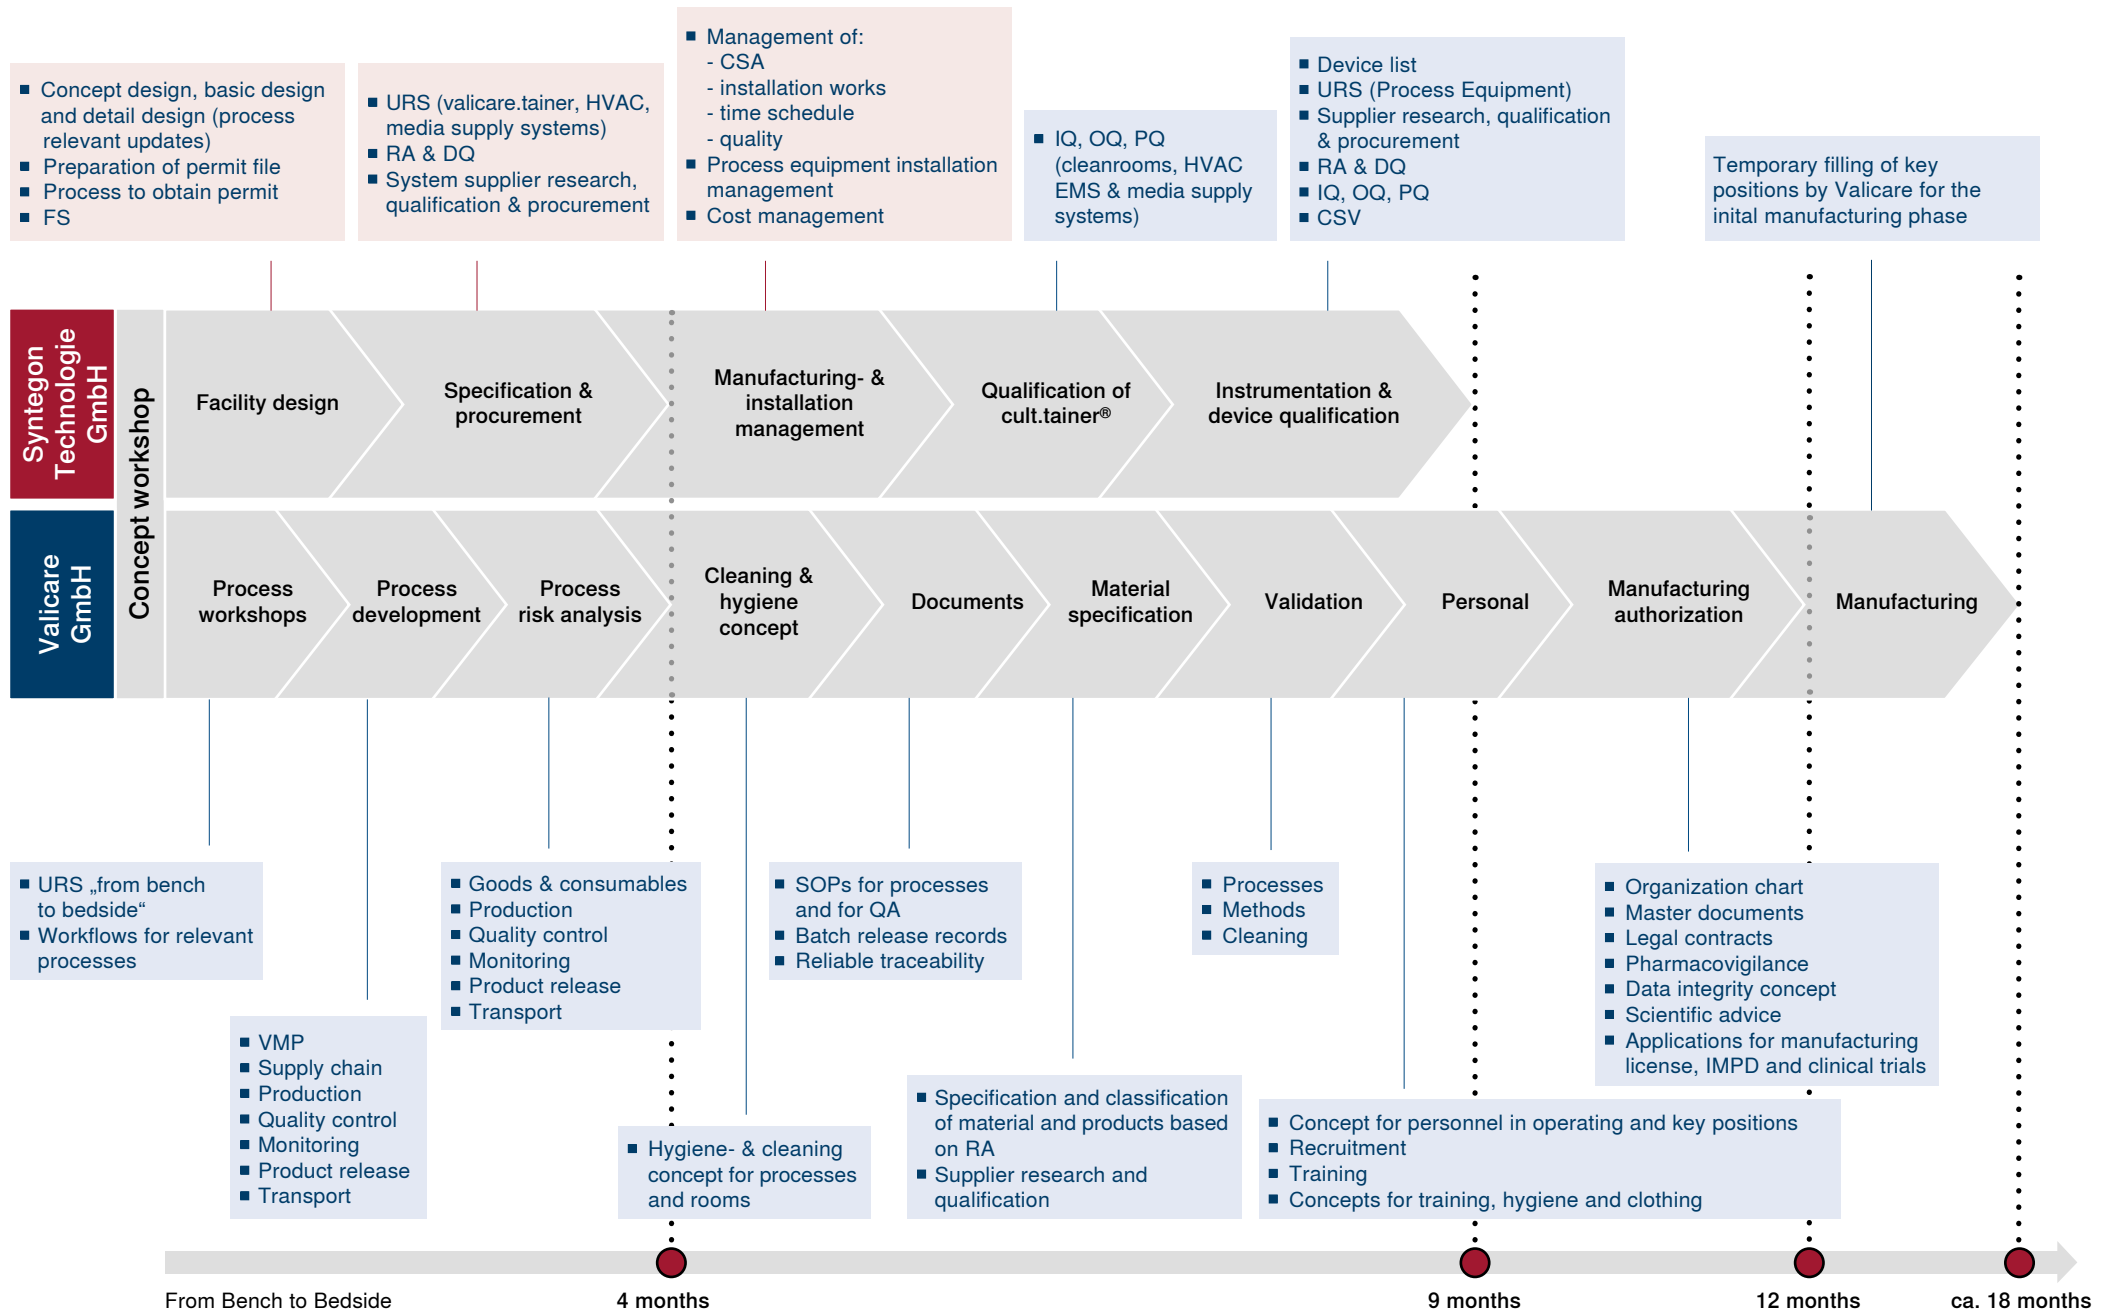 Concept design, basic design
and detail design (process
relevant updates)
Preparation of permit file
Process to obtain permit
FS
URS (valicare.tainer, HVAC,
media supply systems)
RA & DQ
System supplier research,
qualification & procurement
Management of:
- CSA
- installation works
- time schedule
- quality
Process equipment installation
management
Cost management
IQ, OQ, PQ
(cleanrooms, HVAC
EMS & media supply
systems)
Device list
URS (Process Equipment)
Supplier research, qualification
& procurement
RA & DQ
IQ, OQ, PQ
CSV
Temporary filling of key
positions by Valicare for the
inital manufacturing phase
Syntegon
Technologie
GmbH
Concept workshop
Facility design
Specification &
procurement
Manufacturing- &
installation
management
Qualification of
cult.tainer®
Instrumentation &
device qualification
Valicare
GmbH
Process
workshops
Process
development
Process
risk analysis
Cleaning &
hygiene
concept
Documents
Material
specification
Validation
Personal
Manufacturing
authorization
Manufacturing
URS „from bench
to bedside“
Workflows for relevant
processes
VMP
Supply chain
Production
Quality control
Monitoring
Product release
Transport
Goods & consumables
Production
Quality control
Monitoring
Product release
Transport
Hygiene- & cleaning
concept for processes
and rooms
SOPs for processes
and for QA
Batch release records
Reliable traceability
Specification and classification
of material and products based
on RA
Supplier research and
qualification
Processes
Methods
Cleaning
Concept for personnel in operating and key positions
Recruitment
Training
Concepts for training, hygiene and clothing
Organization chart
Master documents
Legal contracts
Pharmacovigilance
Data integrity concept
Scientific advice
Applications for manufacturing
license, IMPD and clinical trials
From Bench to Bedside
4 months
9 months
12 months
ca. 18 months